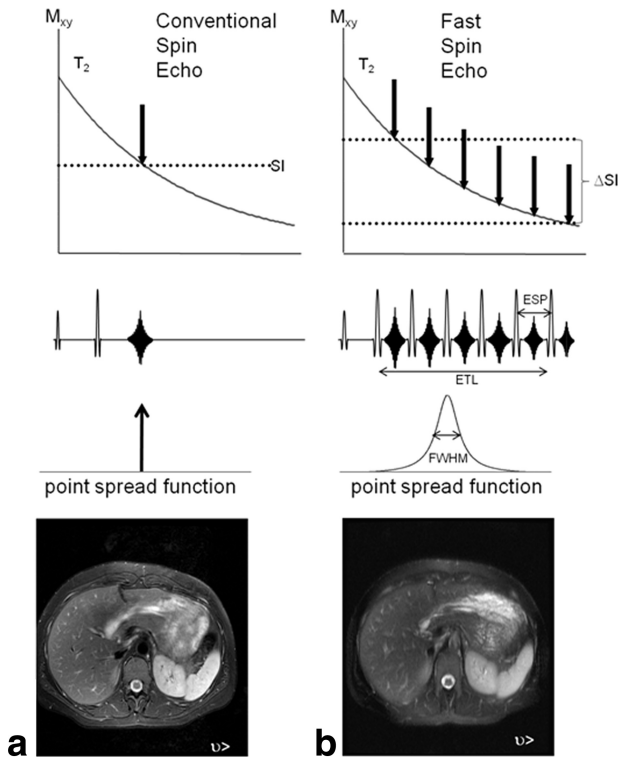 Mxy
Conventional
Spin
Echo
T2
SI
point spread function
υ>
a
Mxy
Fast
Spin
Echo
T2
ΔSI
ESP
ETL
FWHM
point spread function
υ>
b